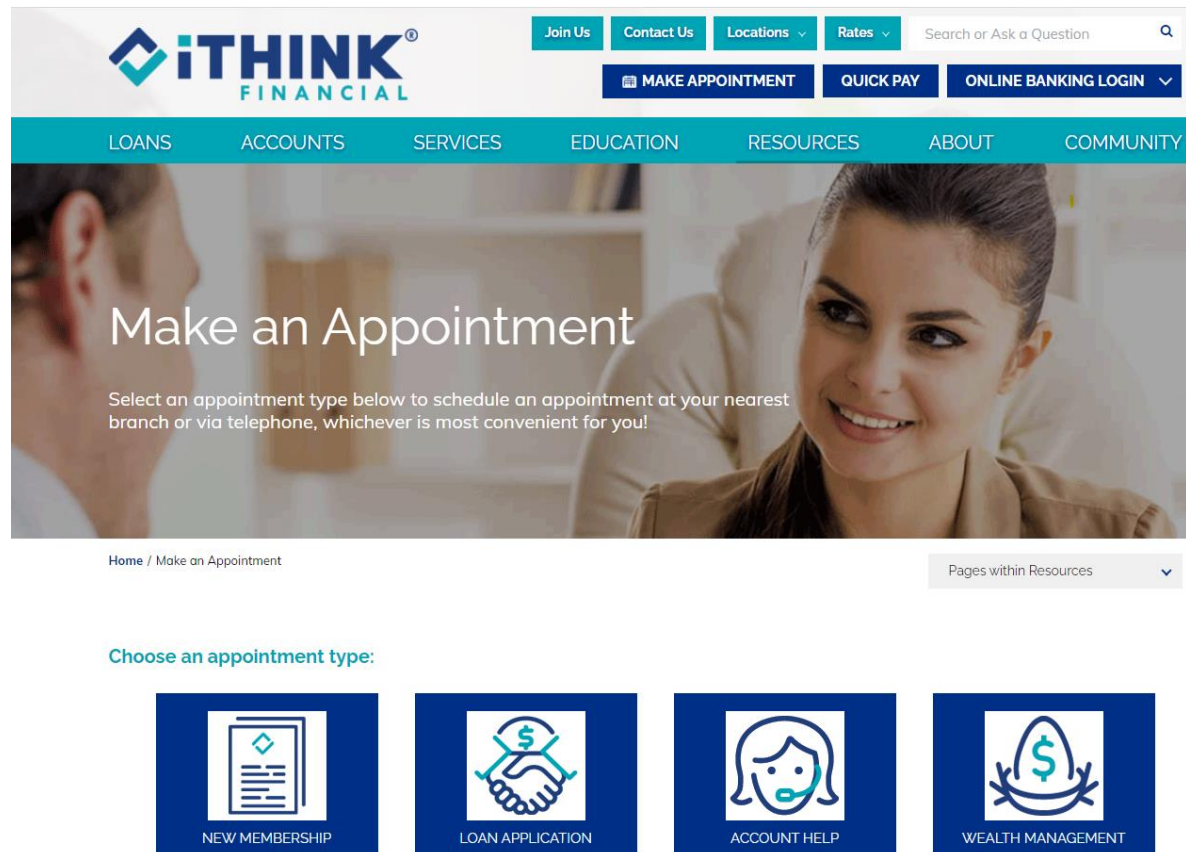 iTHINK®
FINANCIAL
Join Us
Contact Us
Locations
Rates
Search or Ask a Question
MAKE APPOINTMENT
QUICK PAY
ONLINE BANKING LOGIN
LOANS
ACCOUNTS
SERVICES
EDUCATION
RESOURCES
ABOUT
COMMUNITY
Make an Appointment
Select an appointment type below to schedule an appointment at your nearest
branch or via telephone, whichever is most convenient for you!
Home / Make an Appointment
Pages within Resources
Choose an appointment type:
$
$
NEW MEMBERSHIP
LOAN APPLICATION
ACCOUNT HELP
WEALTH MANAGEMENT